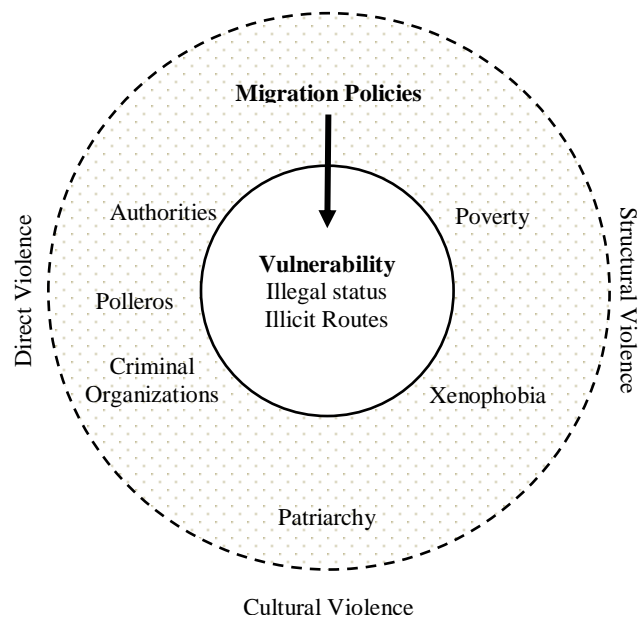 Migration Policies
Authorities
Poverty
Vulnerability
Illegal status
Illicit Routes
Polleros
Criminal
Organizations
Xenophobia
Patriarchy
Direct Violence
Structural Violence
Cultural Violence